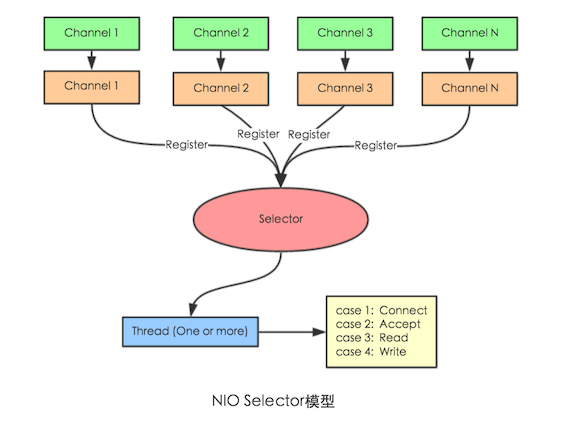 Channel 1
Channel 2
Channel 3
Channel N
Channel 1
Channel 2
Channel 3
Channel N
Register
Register
Register
Register
Selector
Thread (One or more)
case 1: Connect
case 2: Accept
case 3: Read
case 4: Write
NIO Selector模型